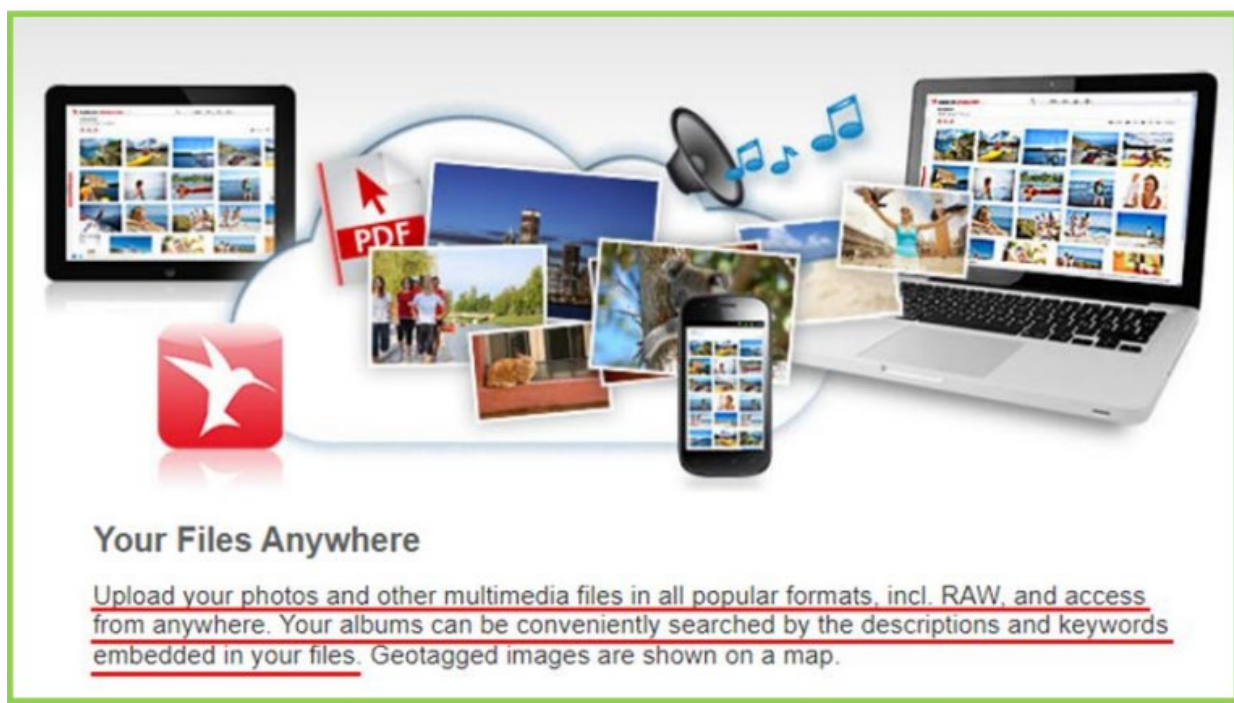 PDF
Your Files Anywhere
Upload your photos and other multimedia files in all popular formats, incl. RAW, and access
from anywhere. Your albums can be conveniently searched by the descriptions and keywords
embedded in your files. Geotagged images are shown on a map.